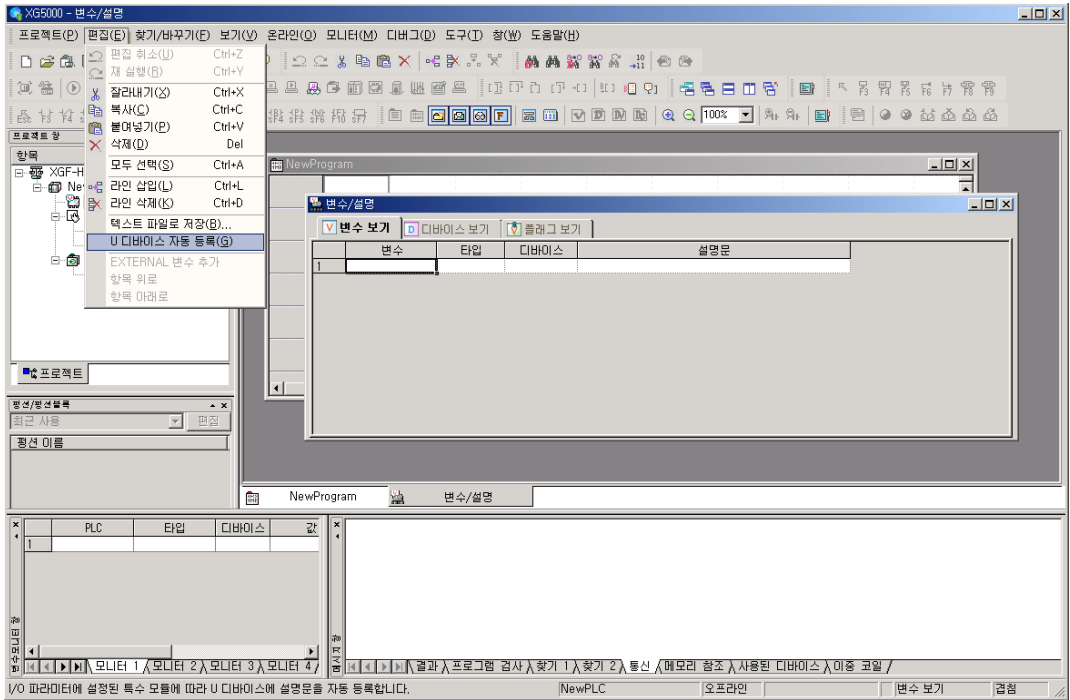 XG5000 - 변수/설명
프로젝트(P) 편집(E) 찾기/바꾸기(F) 보기(V) 온라인(O) 모니터(M) 디버그(D) 도구(T) 창(W) 도움말(H)
편집 취소(U) Ctrl+Z
재 실행(R) Ctrl+Y
잘라내기(X) Ctrl+X
복사(C) Ctrl+C
붙여넣기(P) Ctrl+V
삭제(D) Del
모두 선택(S) Ctrl+A
라인 삽입(L) Ctrl+L
라인 삭제(K) Ctrl+D
텍스트 파일로 저장(B)...
U 디바이스 자동 등록(G)
EXTERNAL 변수 추가
항목 위로
항목 아래로
100%
프로젝트 창
항목
XGF-H
Ne
프로젝트
NewProgram
변수/설명
변수 보기 디바이스 보기 플래그 보기
변수 타입 디바이스 설명문
1
펑션/펑션블록
최근 사용 편집
펑션 이름
NewProgram 변수/설명
PLC 타입 디바이스 값
1
모니터 1 모니터 2 모니터 3 모니터 4
결과 프로그램 검사 찾기 1 찾기 2 통신 메모리 참조 사용된 디바이스 이중 코일
I/O 파라미터에 설정된 특수 모듈에 따라 U 디바이스에 설명문을 자동 등록합니다. NewPLC 오프라인 변수 보기 겹침